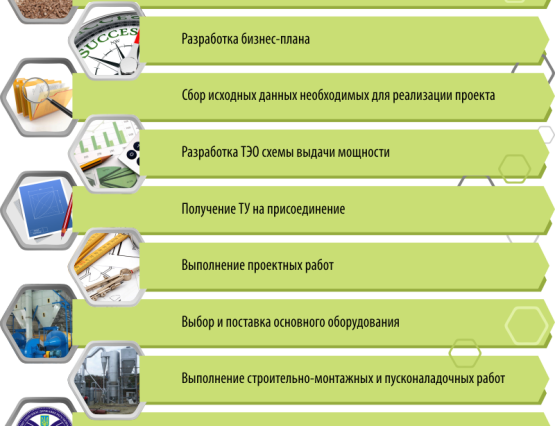 SUCCESS
Разработка бизнес-плана
Сбор исходных данных необходимых для реализации проекта
Разработка ТЭО схемы выдачи мощности
Получение ТУ на присоединение
Выполнение проектных работ
Выбор и поставка основного оборудования
Выполнение строительно-монтажных и пусконаладочных работ